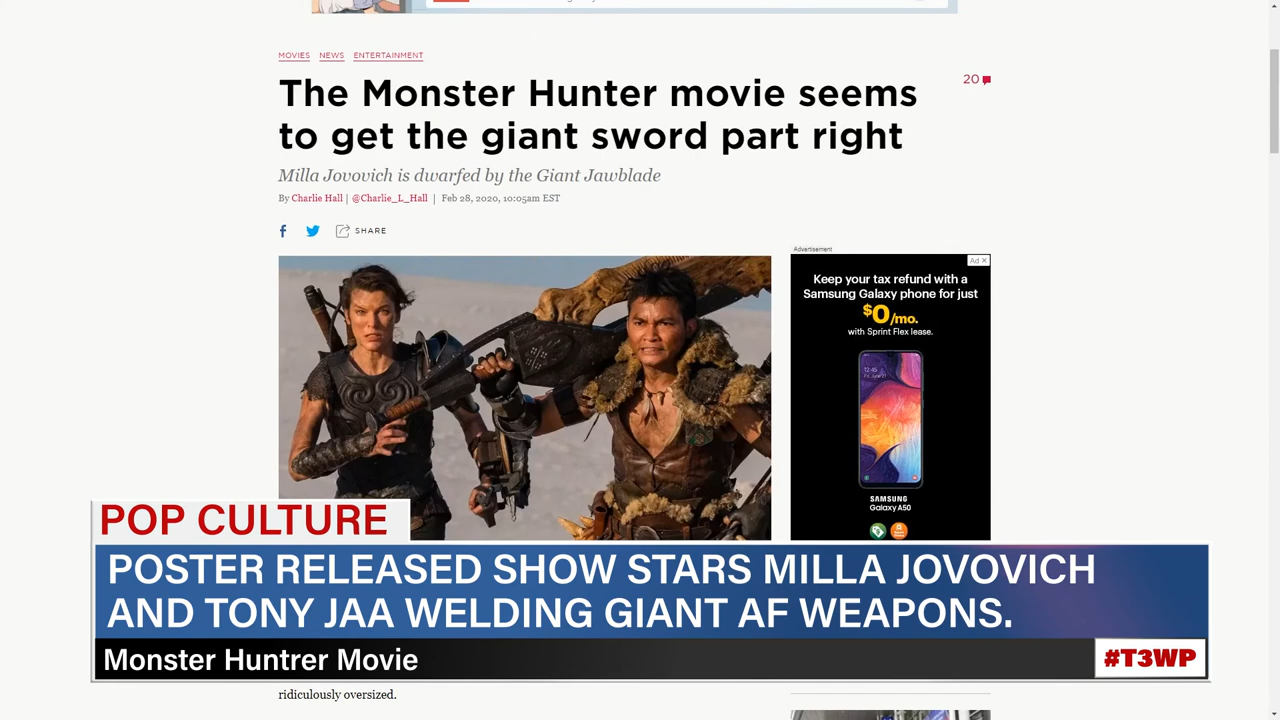 MOVIES NEWS ENTERTAINMENT
The Monster Hunter movie seems
to get the giant sword part right
20
Milla Jovovich is dwarfed by the Giant Jawblade
By Charlie Hall | @Charlie_L_Hall | Feb 28, 2020, 10:05am EST
SHARE
Advertisement
Ad
Keep your tax refund with a
Samsung Galaxy phone for just
$0/mo.
with Sprint Flex lease.
12:45
SAMSUNG
Galaxy A50
POP CULTURE
POSTER RELEASED SHOW STARS MILLA JOVOVICH
AND TONY JAA WELDING GIANT AF WEAPONS.
Monster Huntrer Movie
#T3WP
ridiculously oversized.